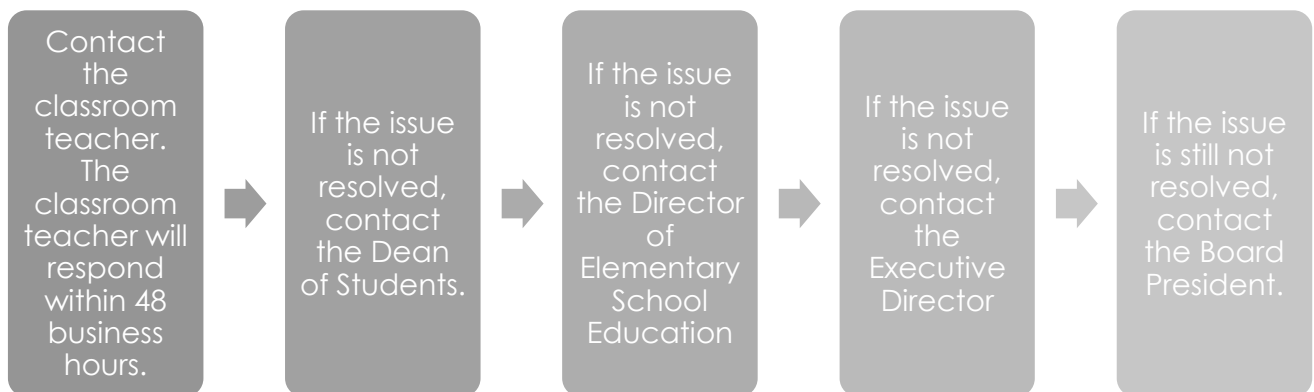 Contact
the
classroom
teacher.
The
classroom
teacher will
respond
within 48
business
hours.
If the issue
is not
resolved,
contact
the Dean
of Students.
If the issue
is not
resolved,
contact
the Director
of
Elementary
School
Education
If the issue
is not
resolved,
contact
the
Executive
Director
If the issue
is still not
resolved,
contact
the Board
President.